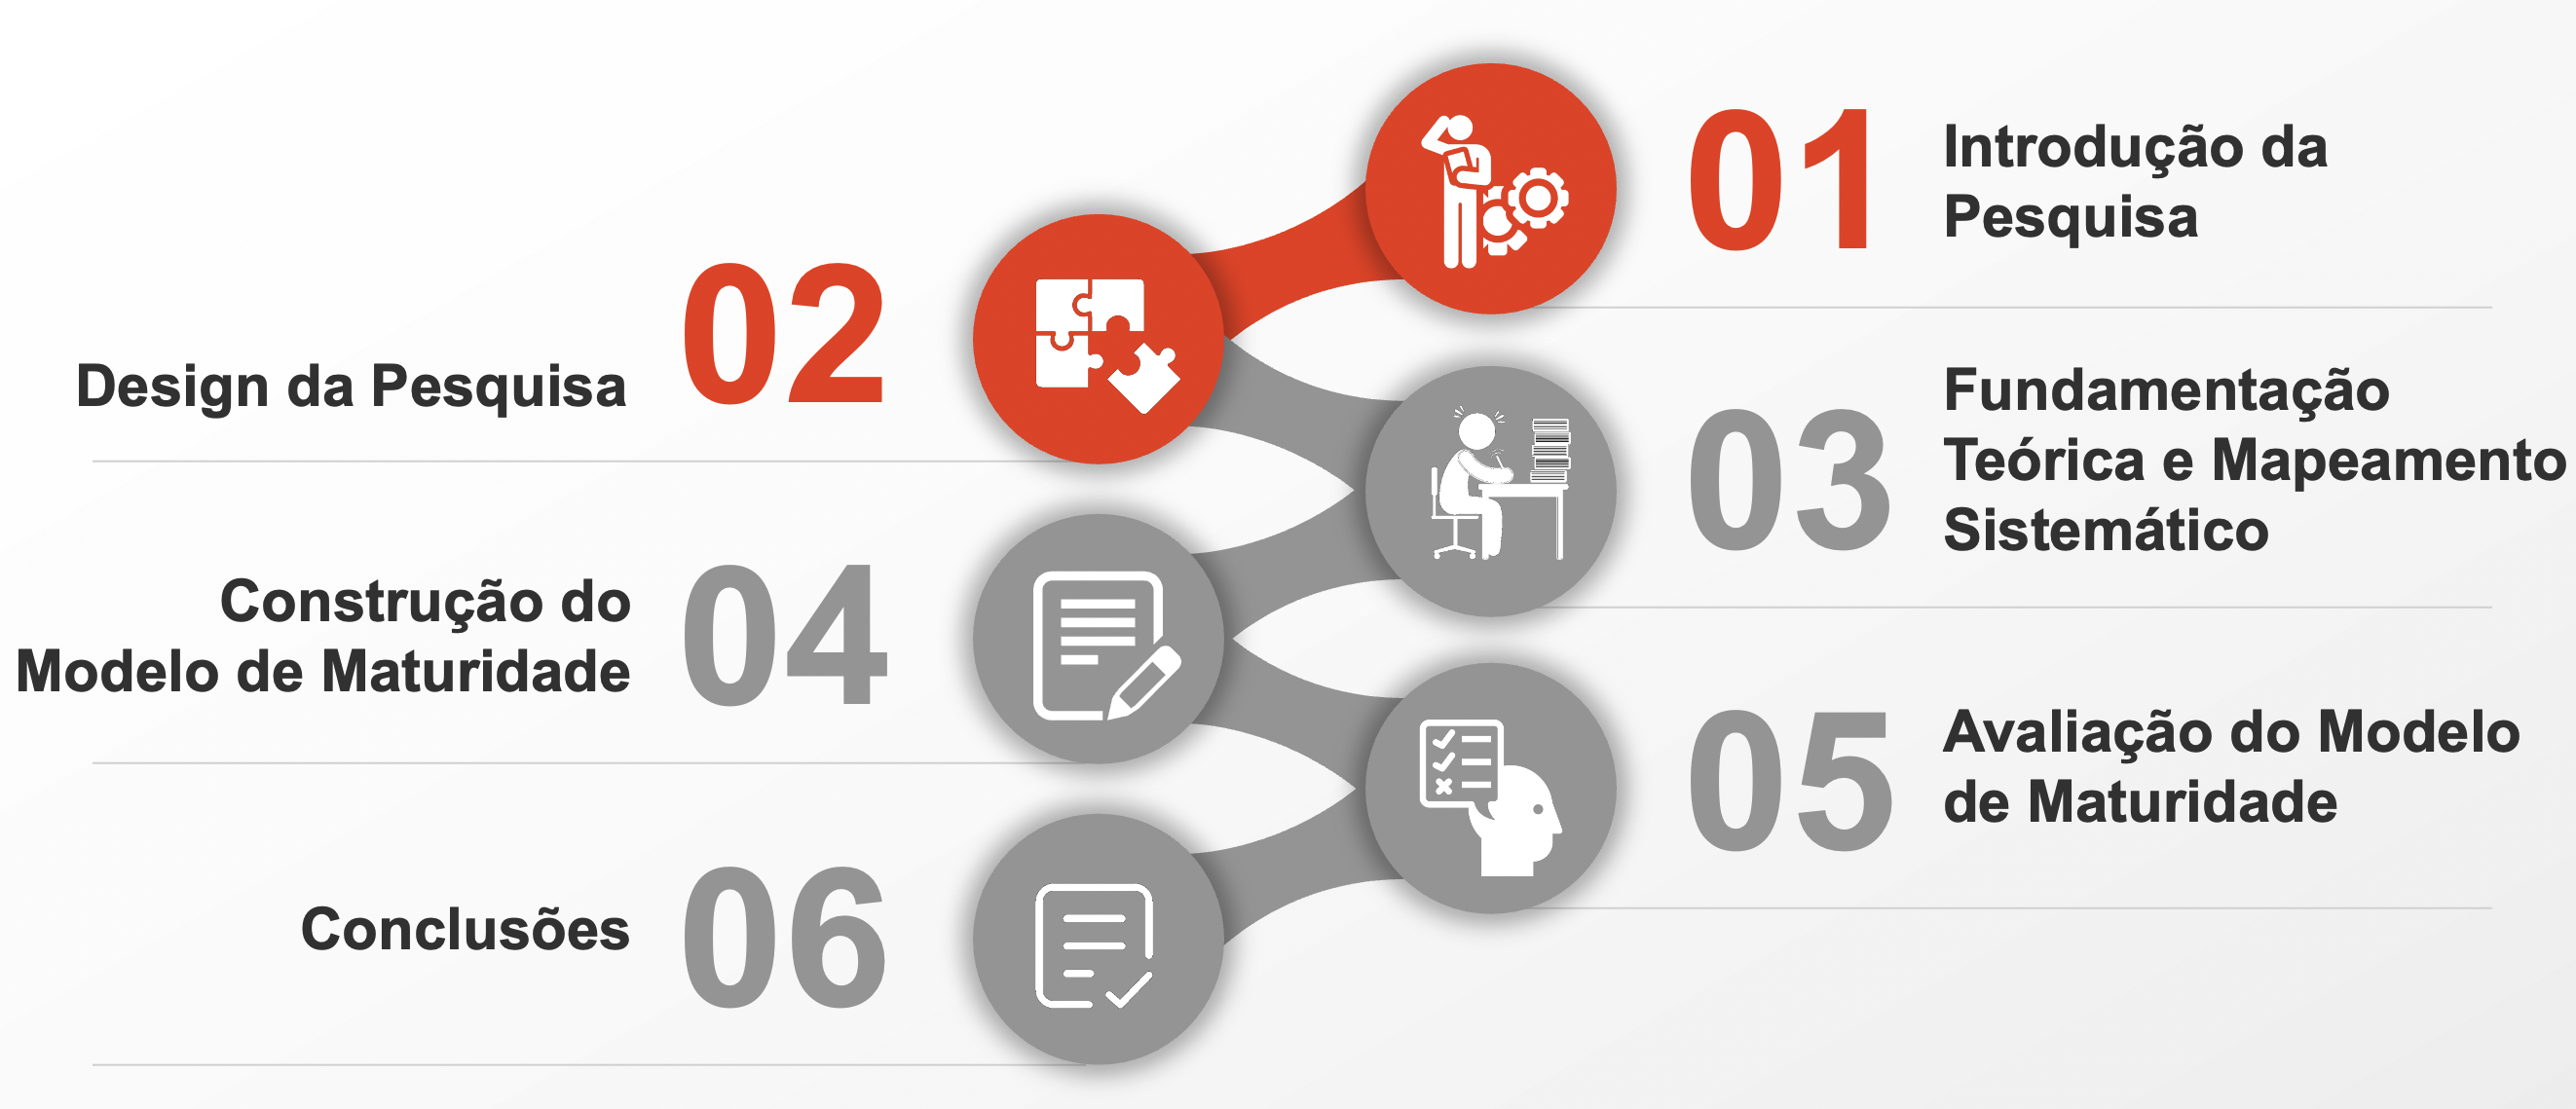 01
Introdução da
Pesquisa
02
Design da Pesquisa
03
Fundamentação
Teórica e Mapeamento
Sistemático
04
Construção do
Modelo de Maturidade
05
Avaliação do Modelo
de Maturidade
06
Conclusões